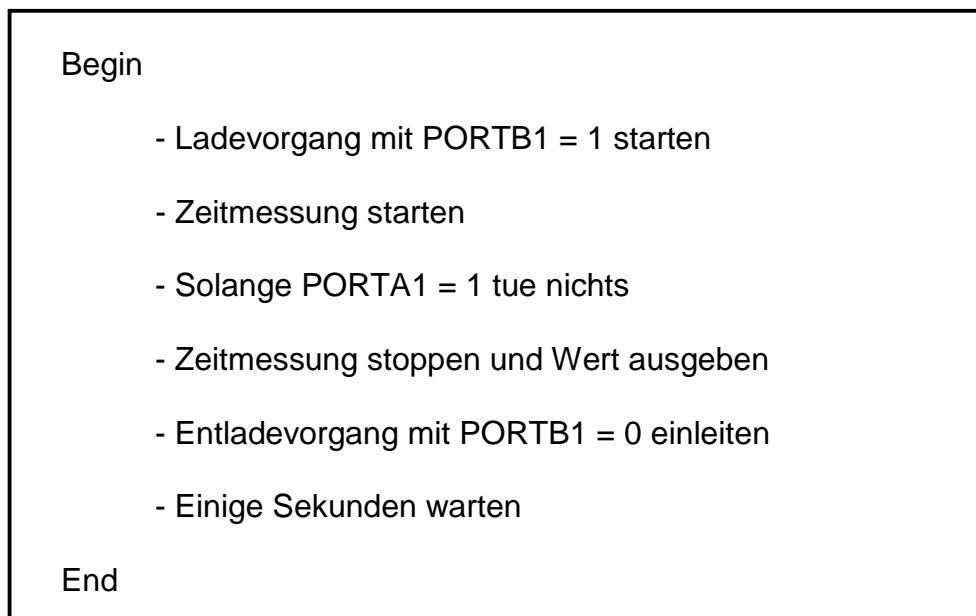 Begin
- Ladevorgang mit PORTB1 = 1 starten
- Zeitmessung starten
- Solange PORTA1 = 1 tue nichts
- Zeitmessung stoppen und Wert ausgeben
- Entladevorgang mit PORTB1 = 0 einleiten
- Einige Sekunden warten
End